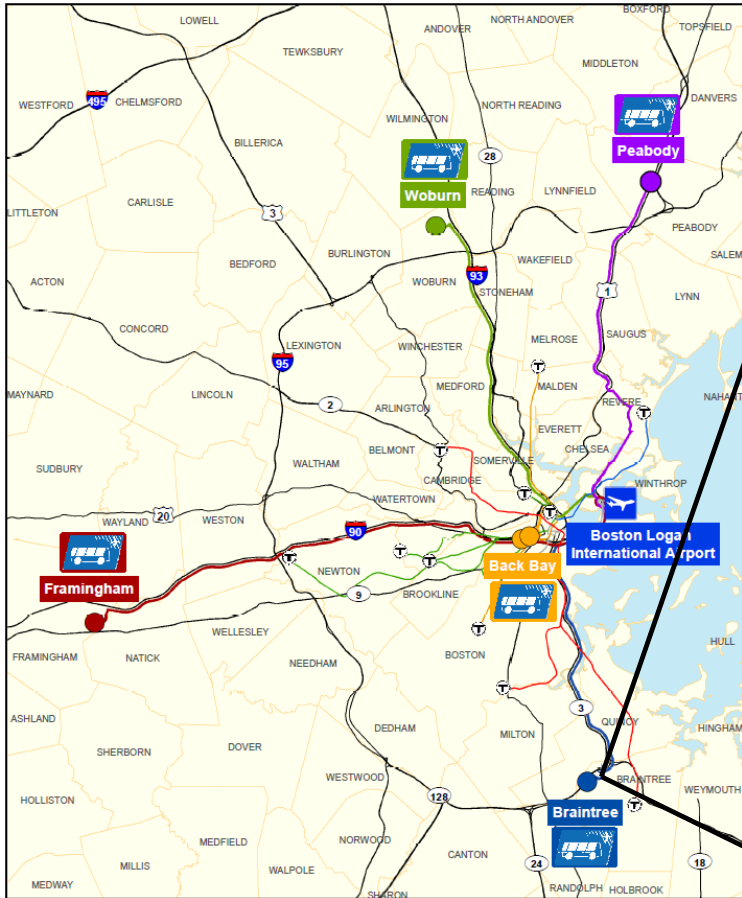 LOWELL
NORTH ANDOVER
BOXFORD
ANDOVER
TOPSFIELD
TEWKSBURY
MIDDLETON
495
WESTFORD
CHELMSFORD
DANVERS
NORTH READING
WILMINGTON
Peabody
BILLERICA
28
Woburn
READING
LYNNFIELD
CARLISLE
LITTLETON
3
PEABODY
BURLINGTON
SALEM
BEDFORD
WAKEFIELD
WOBURN
93
ACTON
STONEHAM
1
LYNN
CONCORD
SAUGUS
MELROSE
LEXINGTON
WINCHESTER
95
MEDFORD
MALDEN
MAYNARD
LINCOLN
NAHANT
2
ARLINGTON
REVERE
T
EVERETT
BELMONT
CHELSEA
SOMERVILLE
SUDBURY
WALTHAM
CAMBRIDGE
WINTHROP
WATERTOWN
20
WAYLAND
WESTON
90
Boston Logan
International Airport
Back Bay
NEWTON
Framingham
9
BROOKLINE
WELLESLEY
HULL
FRAMINGHAM
NATICK
BOSTON
NEEDHAM
3
QUINCY
ASHLAND
HINGHAM
MILTON
DEDHAM
SHERBORN
DOVER
WESTWOOD
BRAINTREE
WEYMOUTH
HOLLISTON
128
Braintree
MEDFIELD
NORWOOD
CANTON
MILLIS
WALPOLE
24
18
MEDWAY
SHARON
RANDOLPH
HOLBROOK